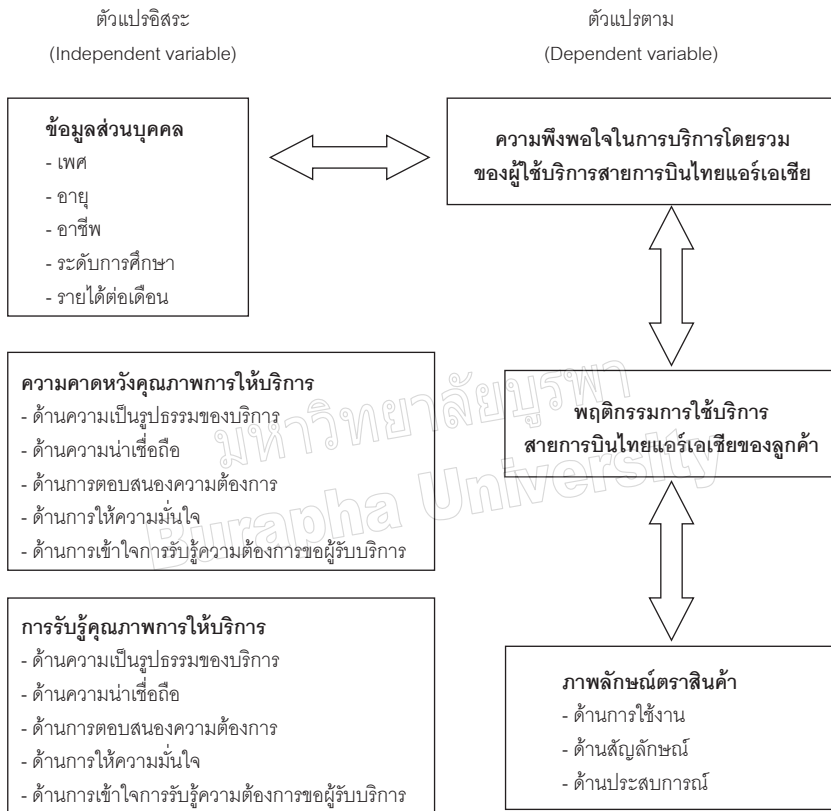 ตัวแปรอิสระ
(Independent variable)
ตัวแปรตาม
(Dependent variable)
ข้อมูลส่วนบุคคล
- เพศ
- อายุ
- อาชีพ
- ระดับการศึกษา
- รายได้ต่อเดือน
ความพึงพอใจในการบริการโดยรวม
ของผู้ใช้บริการสายการบินไทยแอร์เอเชีย
ความคาดหวังคุณภาพการให้บริการ
- ด้านความเป็นรูปธรรมของบริการ
- ด้านความน่าเชื่อถือ
- ด้านการตอบสนองความต้องการ
- ด้านการให้ความมั่นใจ
- ด้านการเข้าใจการรับรู้ความต้องการขอผู้รับบริการ
พฤติกรรมการใช้บริการ
สายการบินไทยแอร์เอเชียของลูกค้า
มหาวิทยาลัยบูรพา
Burapha University
การรับรู้คุณภาพการให้บริการ
- ด้านความเป็นรูปธรรมของบริการ
- ด้านความน่าเชื่อถือ
- ด้านการตอบสนองความต้องการ
- ด้านการให้ความมั่นใจ
- ด้านการเข้าใจการรับรู้ความต้องการขอผู้รับบริการ
ภาพลักษณ์ตราสินค้า
- ด้านการใช้งาน
- ด้านสัญลักษณ์
- ด้านประสบการณ์